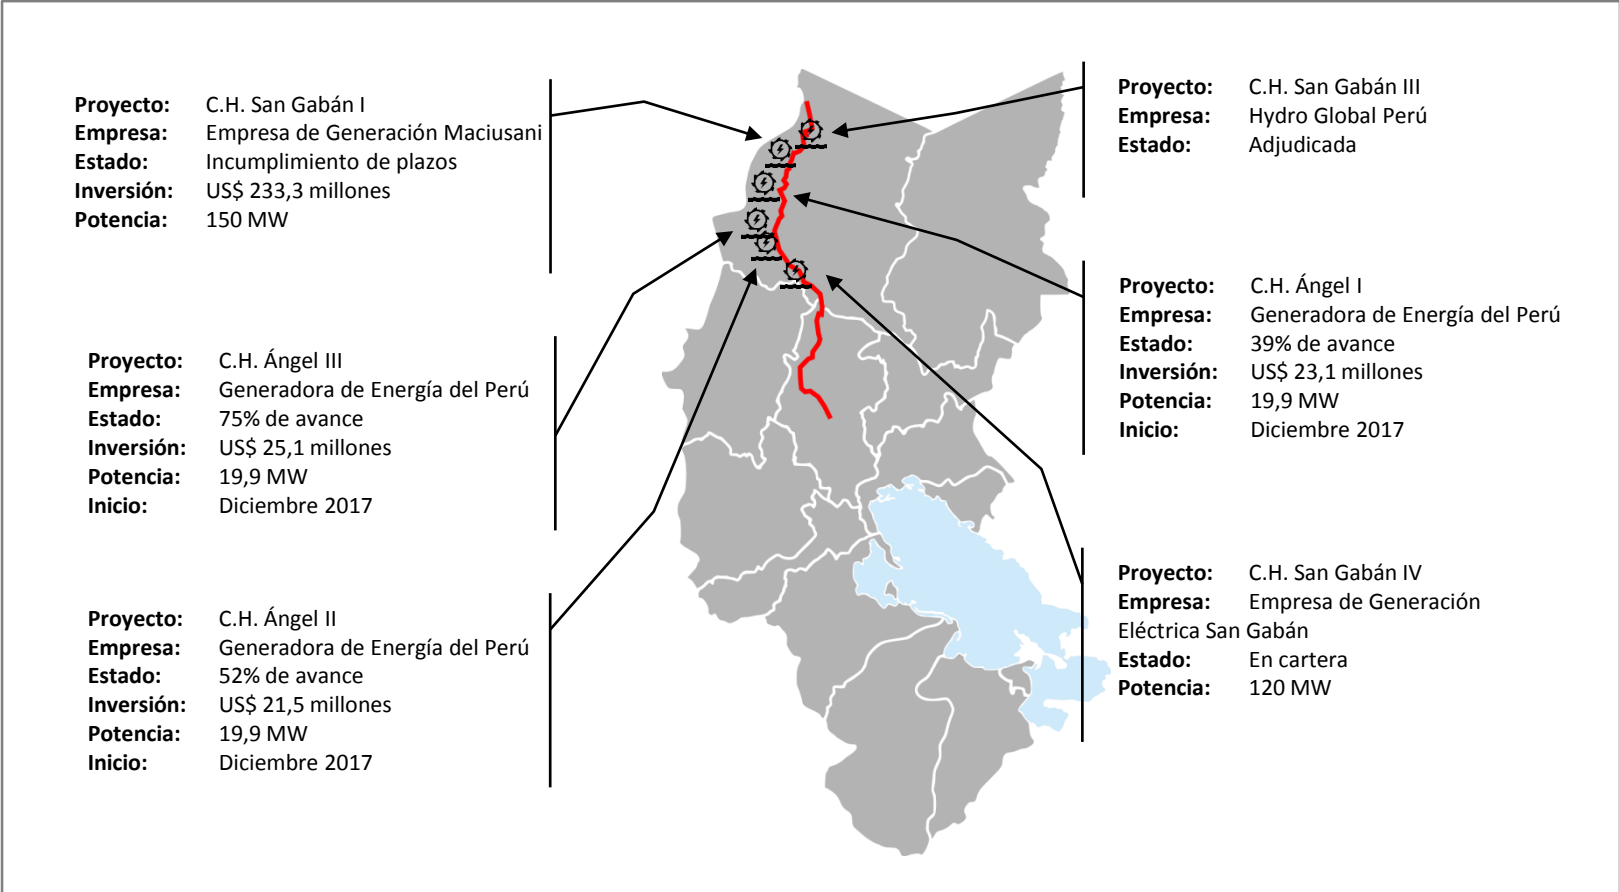 Proyecto: C.H. San Gabán I
Empresa: Empresa de Generación Maciusani
Estado: Incumplimiento de plazos
Inversión: US$ 233,3 millones
Potencia: 150 MW
Proyecto: C.H. Ángel III
Empresa: Generadora de Energía del Perú
Estado: 75% de avance
Inversión: US$ 25,1 millones
Potencia: 19,9 MW
Inicio: Diciembre 2017
Proyecto: C.H. Ángel II
Empresa: Generadora de Energía del Perú
Estado: 52% de avance
Inversión: US$ 21,5 millones
Potencia: 19,9 MW
Inicio: Diciembre 2017
Proyecto: C.H. San Gabán III
Empresa: Hydro Global Perú
Estado: Adjudicada
Proyecto: C.H. Ángel I
Empresa: Generadora de Energía del Perú
Estado: 39% de avance
Inversión: US$ 23,1 millones
Potencia: 19,9 MW
Inicio: Diciembre 2017
Proyecto: C.H. San Gabán IV
Empresa: Empresa de Generación
Eléctrica San Gabán
Estado: En cartera
Potencia: 120 MW